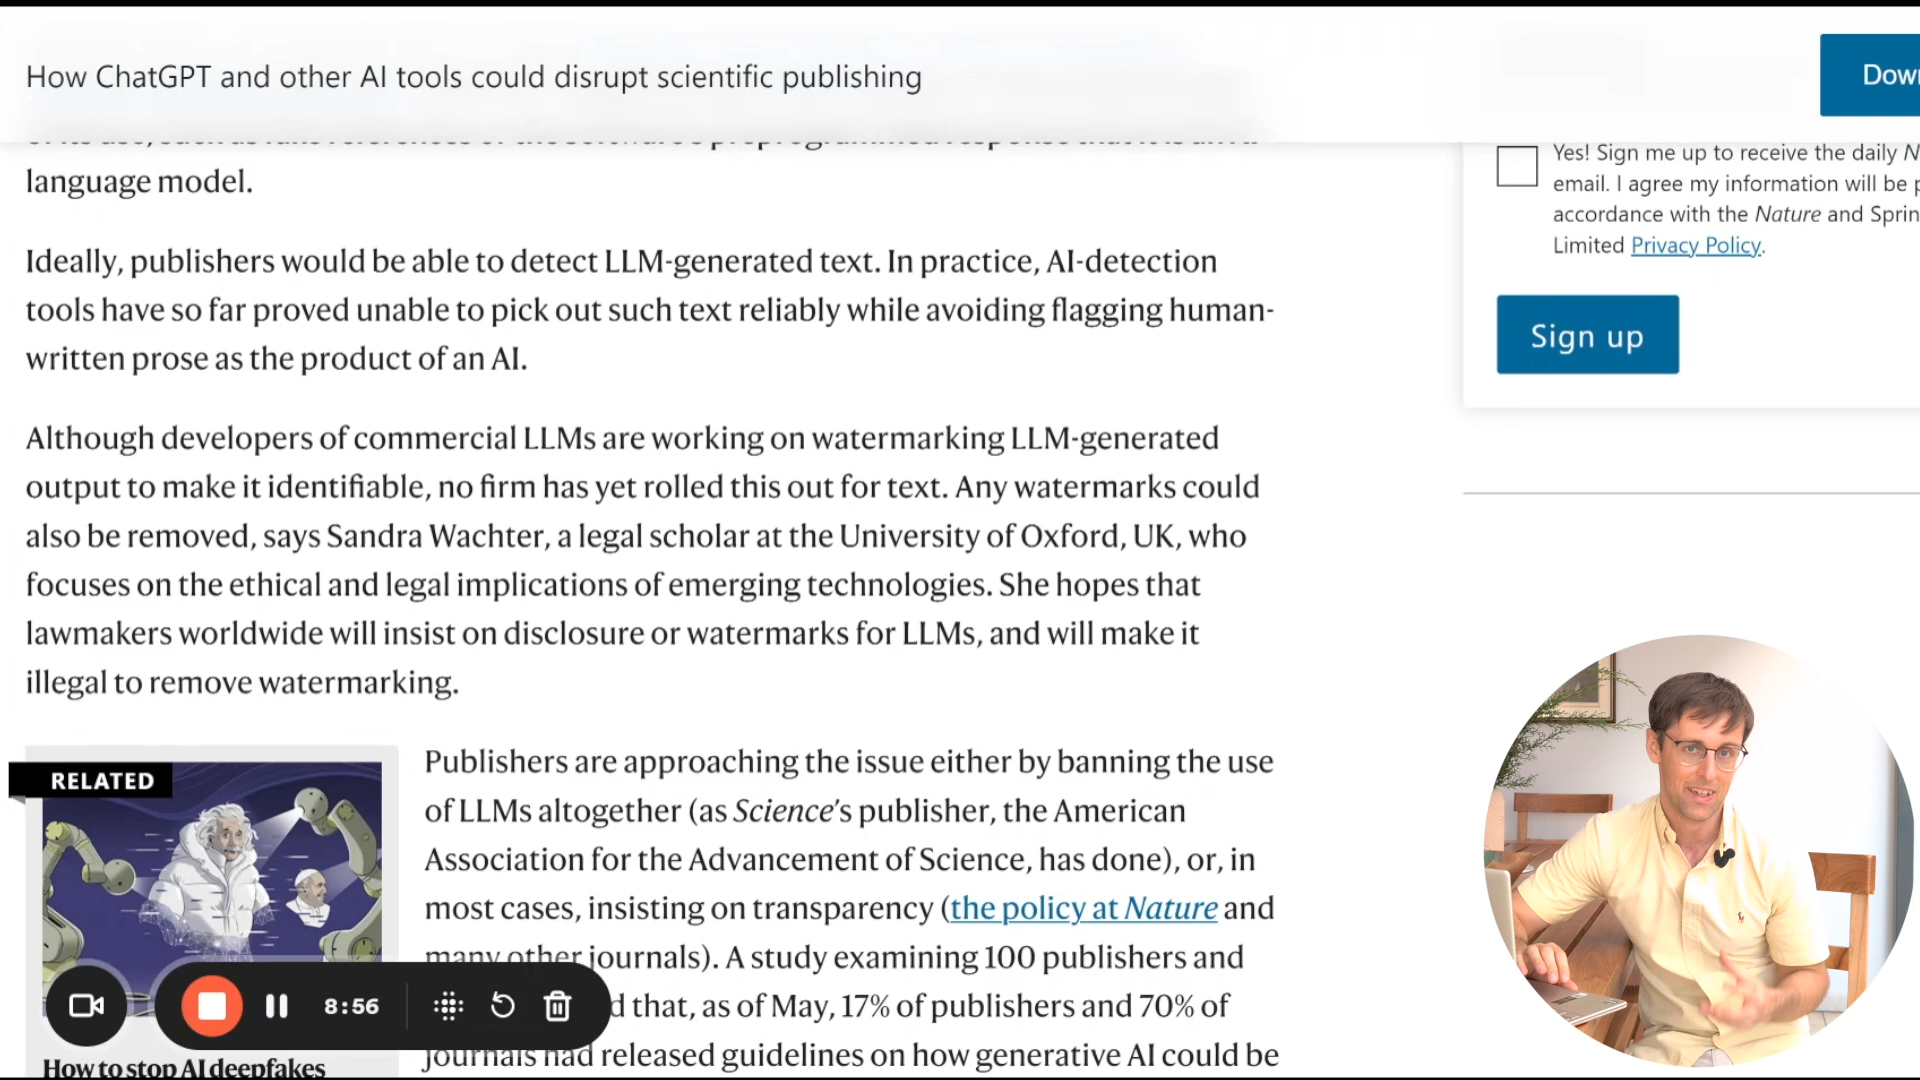 How ChatGPT and other AI tools could disrupt scientific publishing
language model.
Ideally, publishers would be able to detect LLM-generated text. In practice, AI-detection
tools have so far proved unable to pick out such text reliably while avoiding flagging human-
written prose as the product of an AI.
Although developers of commercial LLMs are working on watermarking LLM-generated
output to make it identifiable, no firm has yet rolled this out for text. Any watermarks could
also be removed, says Sandra Wachter, a legal scholar at the University of Oxford, UK, who
focuses on the ethical and legal implications of emerging technologies. She hopes that
lawmakers worldwide will insist on disclosure or watermarks for LLMs, and will make it
illegal to remove watermarking.
RELATED
How to stop AI deepfakes
Publishers are approaching the issue either by banning the use
of LLMs altogether (as Science's publisher, the American
Association for the Advancement of Science, has done), or, in
most cases, insisting on transparency (the policy at Nature and
many other journals). A study examining 100 publishers and
d that, as of May, 17% of publishers and 70% of
journals had released guidelines on how generative AI could be
8:56
Down
Yes! Sign me up to receive the daily N
email. I agree my information will be p
accordance with the Nature and Sprin
Limited Privacy Policy.
Sign up